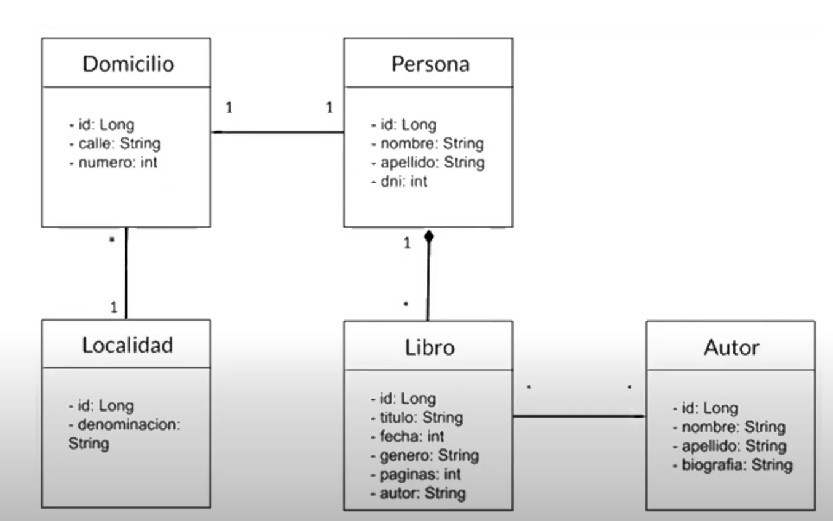 Domicilio
- id: Long
- calle: String
- numero: int
1
1
Persona
- id: Long
- nombre: String
- apellido: String
- dni: int
*
1
1
*
Localidad
- id: Long
- denominacion:
String
Libro
- id: Long
- titulo: String
- fecha: int
- genero: String
- paginas: int
- autor: String
*
*
Autor
- id: Long
- nombre: String
- apellido: String
- biografia: String